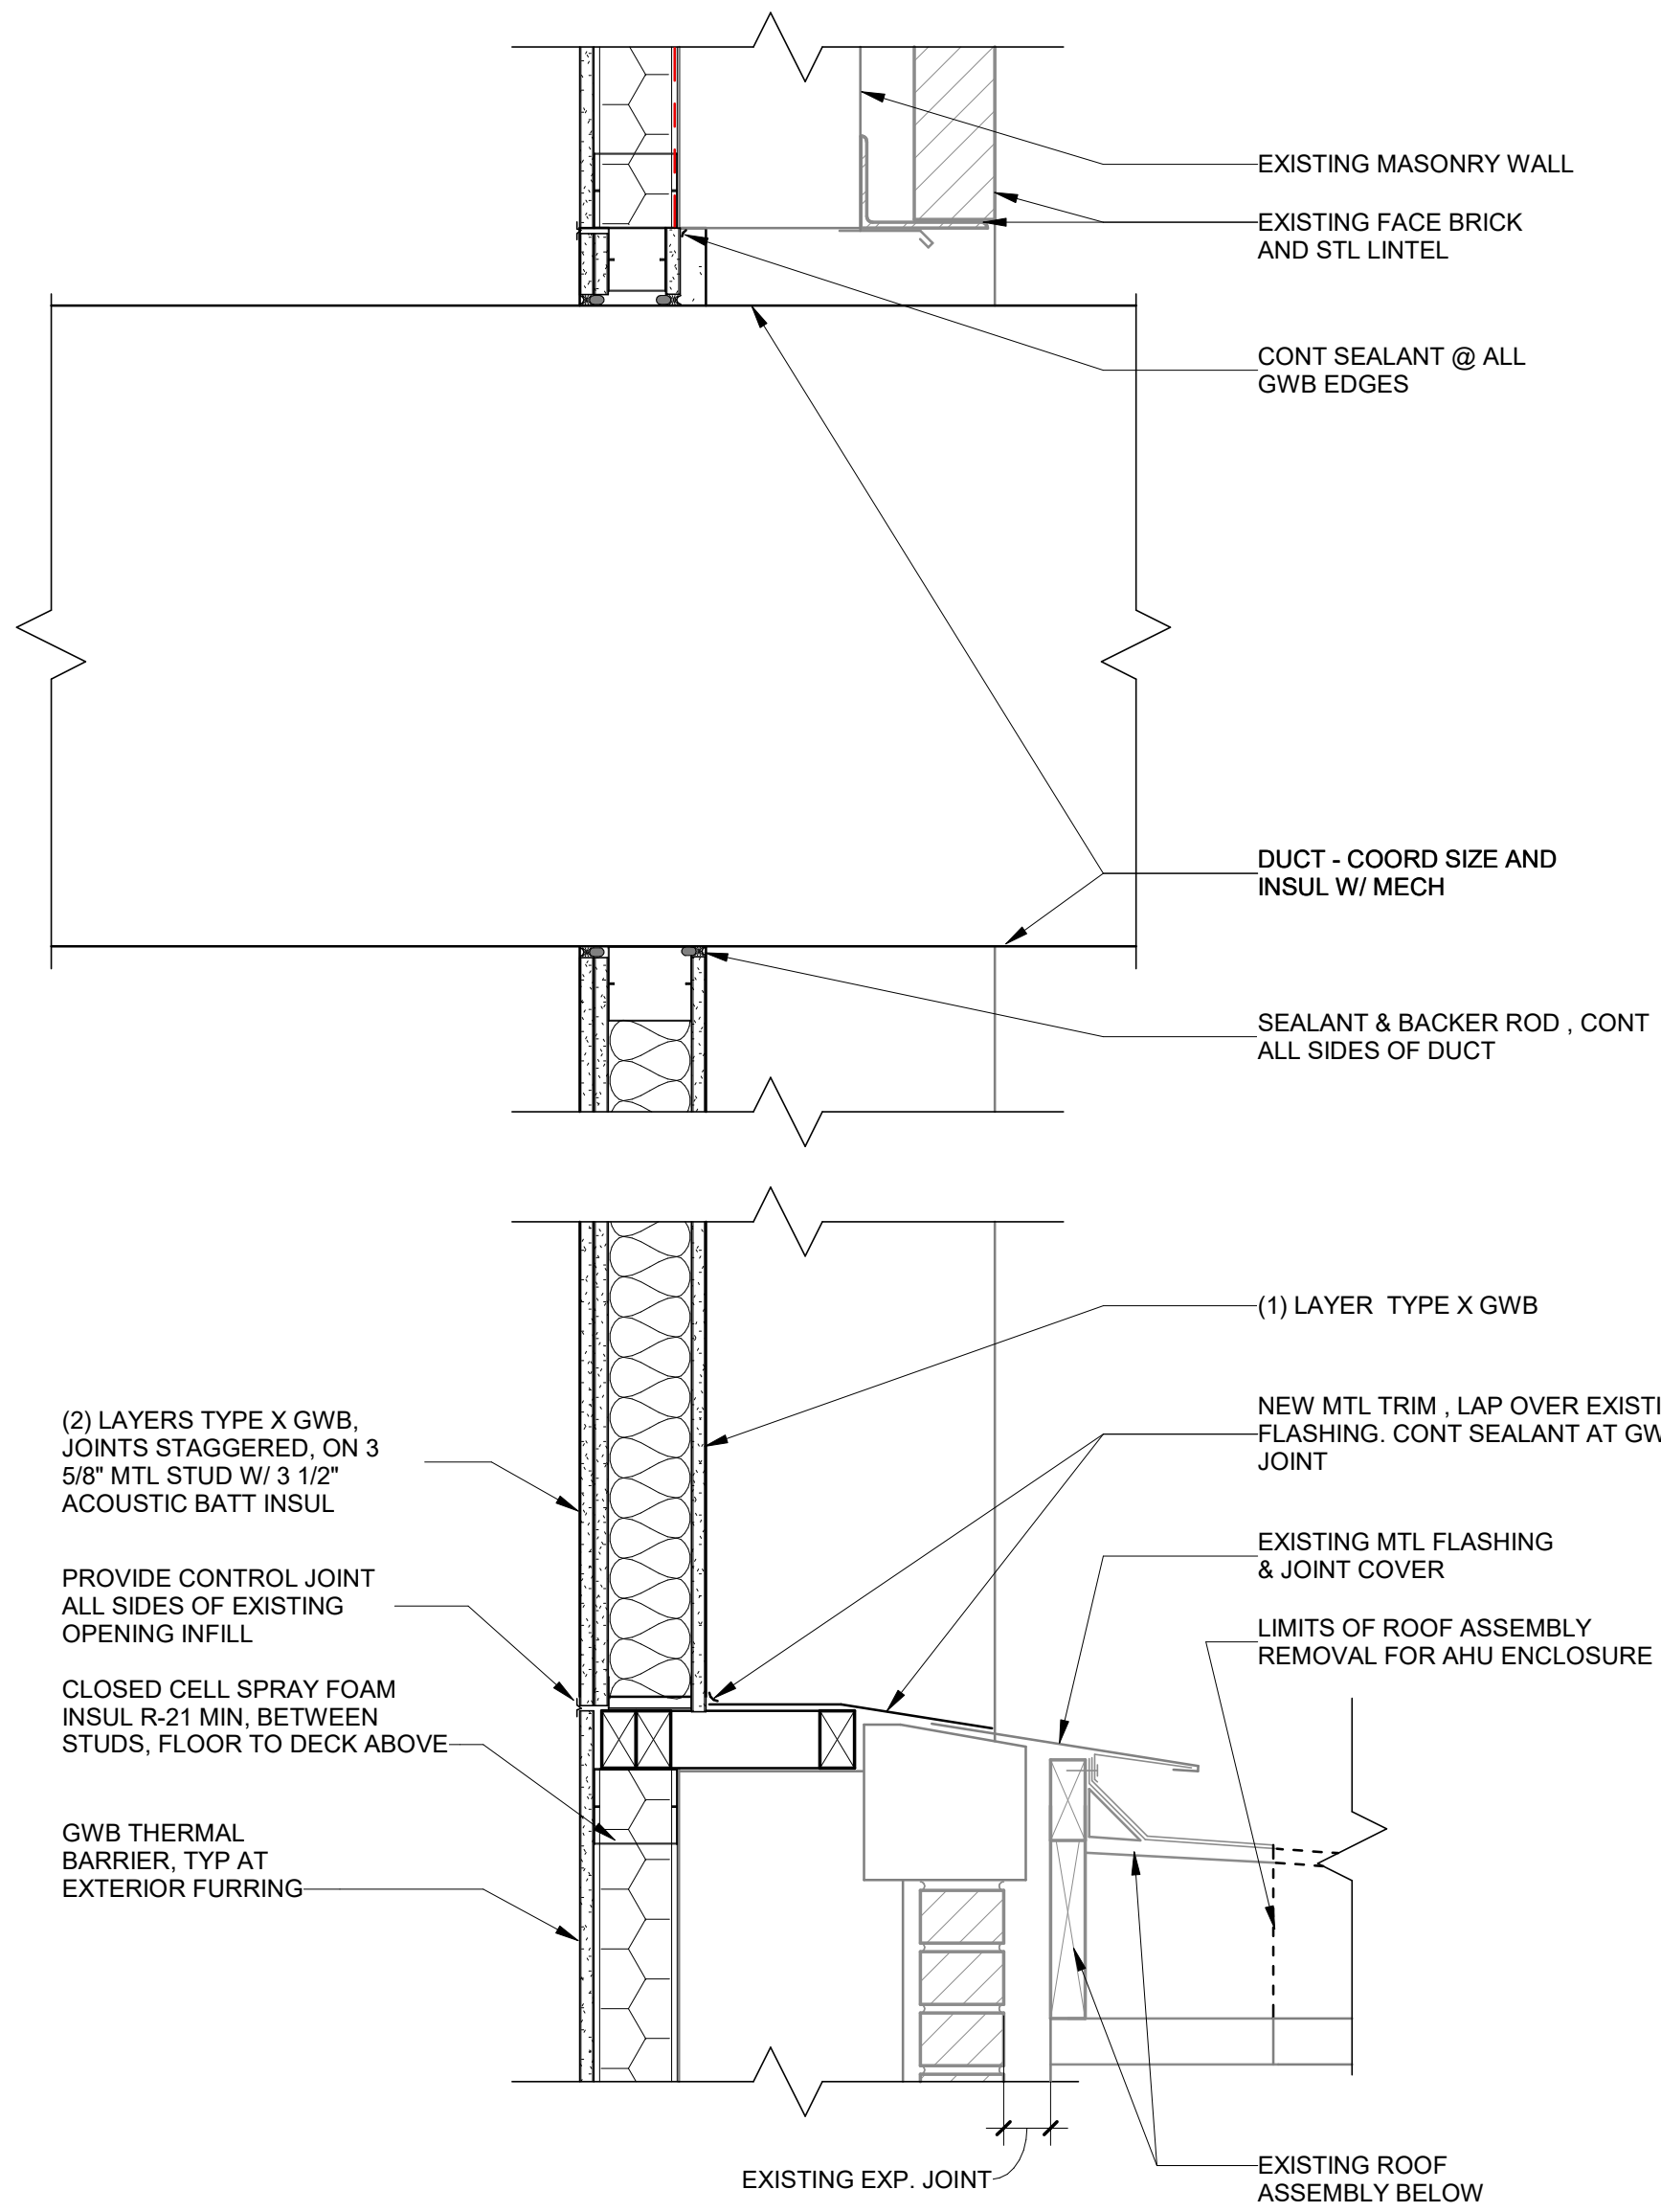 EXISTING MASONRY WALL
EXISTING FACE BRICK
AND STL LINTEL
CONT SEALANT @ ALL
GWB EDGES
DUCT - COORD SIZE AND
INSUL W/ MECH
SEALANT & BACKER ROD , CONT
ALL SIDES OF DUCT
(1) LAYER TYPE X GWB
NEW MTL TRIM , LAP OVER EXISTI
FLASHING. CONT SEALANT AT GW
JOINT
(2) LAYERS TYPE X GWB,
JOINTS STAGGERED, ON 3
5/8" MTL STUD W/ 3 1/2"
ACOUSTIC BATT INSUL
EXISTING MTL FLASHING
& JOINT COVER
PROVIDE CONTROL JOINT
ALL SIDES OF EXISTING
OPENING INFILL
LIMITS OF ROOF ASSEMBLY
REMOVAL FOR AHU ENCLOSURE
CLOSED CELL SPRAY FOAM
INSUL R-21 MIN, BETWEEN
STUDS, FLOOR TO DECK ABOVE
GWB THERMAL
BARRIER, TYP AT
EXTERIOR FURRING
EXISTING EXP. JOINT
EXISTING ROOF
ASSEMBLY BELOW